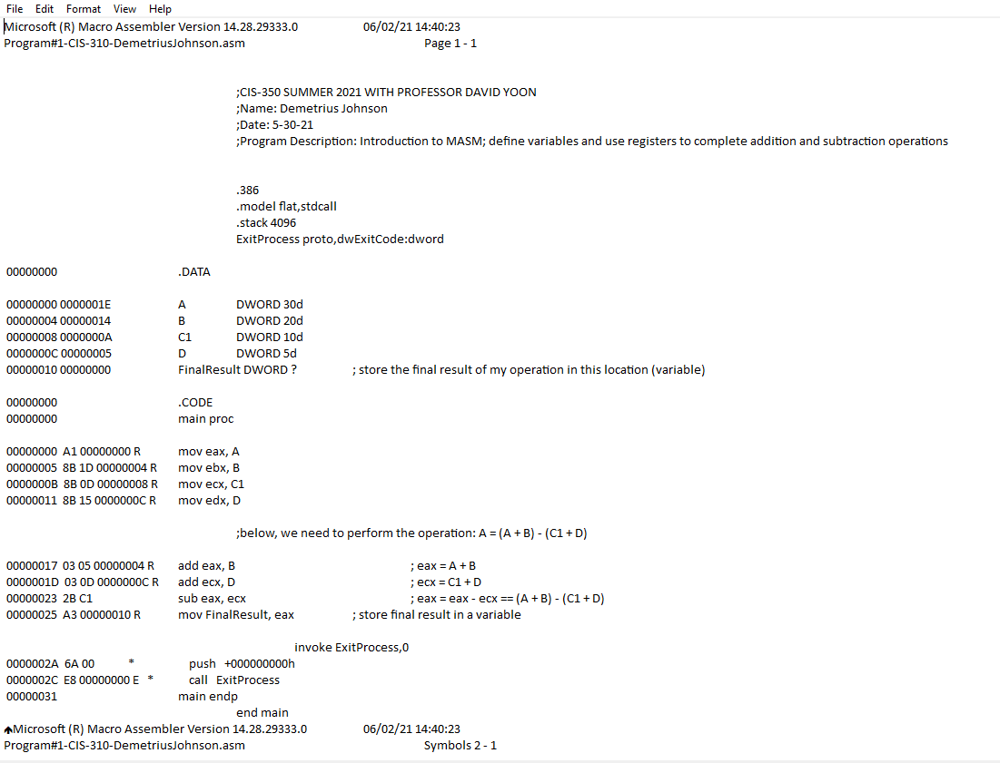 File Edit Format View Help
Microsoft (R) Macro Assembler Version 14.28.29333.0 06/02/21 14:40:23
Program#1-CIS-310-DemetriusJohnson.asm Page 1 - 1
;CIS-350 SUMMER 2021 WITH PROFESSOR DAVID YOON
;Name: Demetrius Johnson
;Date: 5-30-21
;Program Description: Introduction to MASM; define variables and use registers to complete addition and subtraction operations
.386
.model flat,stdcall
.stack 4096
ExitProcess proto,dwExitCode:dword
00000000 .DATA
00000000 0000001E A DWORD 30d
00000004 00000014 B DWORD 20d
00000008 0000000A C1 DWORD 10d
0000000C 00000005 D DWORD 5d
00000010 00000000 FinalResult DWORD ? ; store the final result of my operation in this location (variable)
00000000 .CODE
00000000 main proc
00000000 A1 00000000 R mov eax, A
00000005 8B 1D 00000004 R mov ebx, B
0000000B 8B 0D 00000008 R mov ecx, C1
00000011 8B 15 0000000C R mov edx, D
;below, we need to perform the operation: A = (A + B) - (C1 + D)
00000017 03 05 00000004 R add eax, B ; eax = A + B
0000001D 03 0D 0000000C R add ecx, D ; ecx = C1 + D
00000023 2B C1 sub eax, ecx ; eax = eax - ecx == (A + B) - (C1 + D)
00000025 A3 00000010 R mov FinalResult, eax ; store final result in a variable
invoke ExitProcess,0
0000002A 6A 00 * push +000000000h
0000002C E8 00000000 E * call ExitProcess
00000031 main endp
end main
Microsoft (R) Macro Assembler Version 14.28.29333.0 06/02/21 14:40:23
Program#1-CIS-310-DemetriusJohnson.asm Symbols 2 - 1